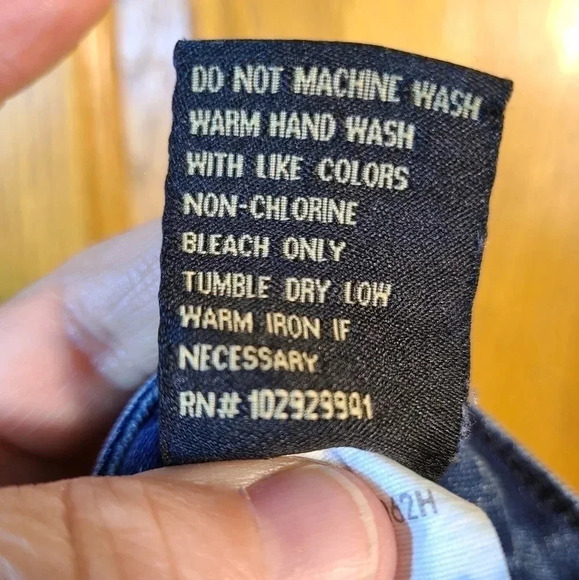 DO NOT MACHINE WASH
WARM HAND WASH
WITH LIKE COLORS
NON-CHLORINE
BLEACH ONLY
TUMBLE DRY LOW
WARM IRON IF
NECESSARY
RN# 102929941
62H